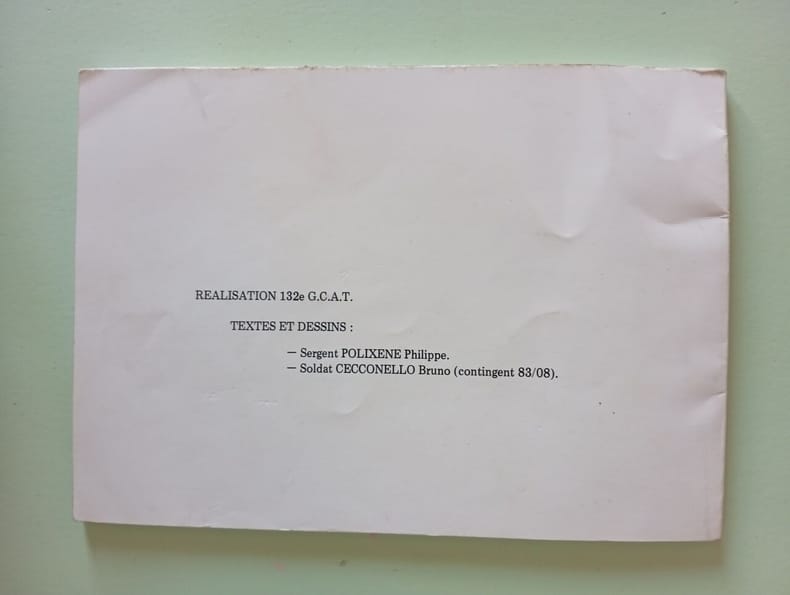 REALISATION 132e G.C.A.T.
TEXTES ET DESSINS :
— Sergent POLIXENE Philippe.
— Soldat CECCONELLO Bruno (contingent 83/08).